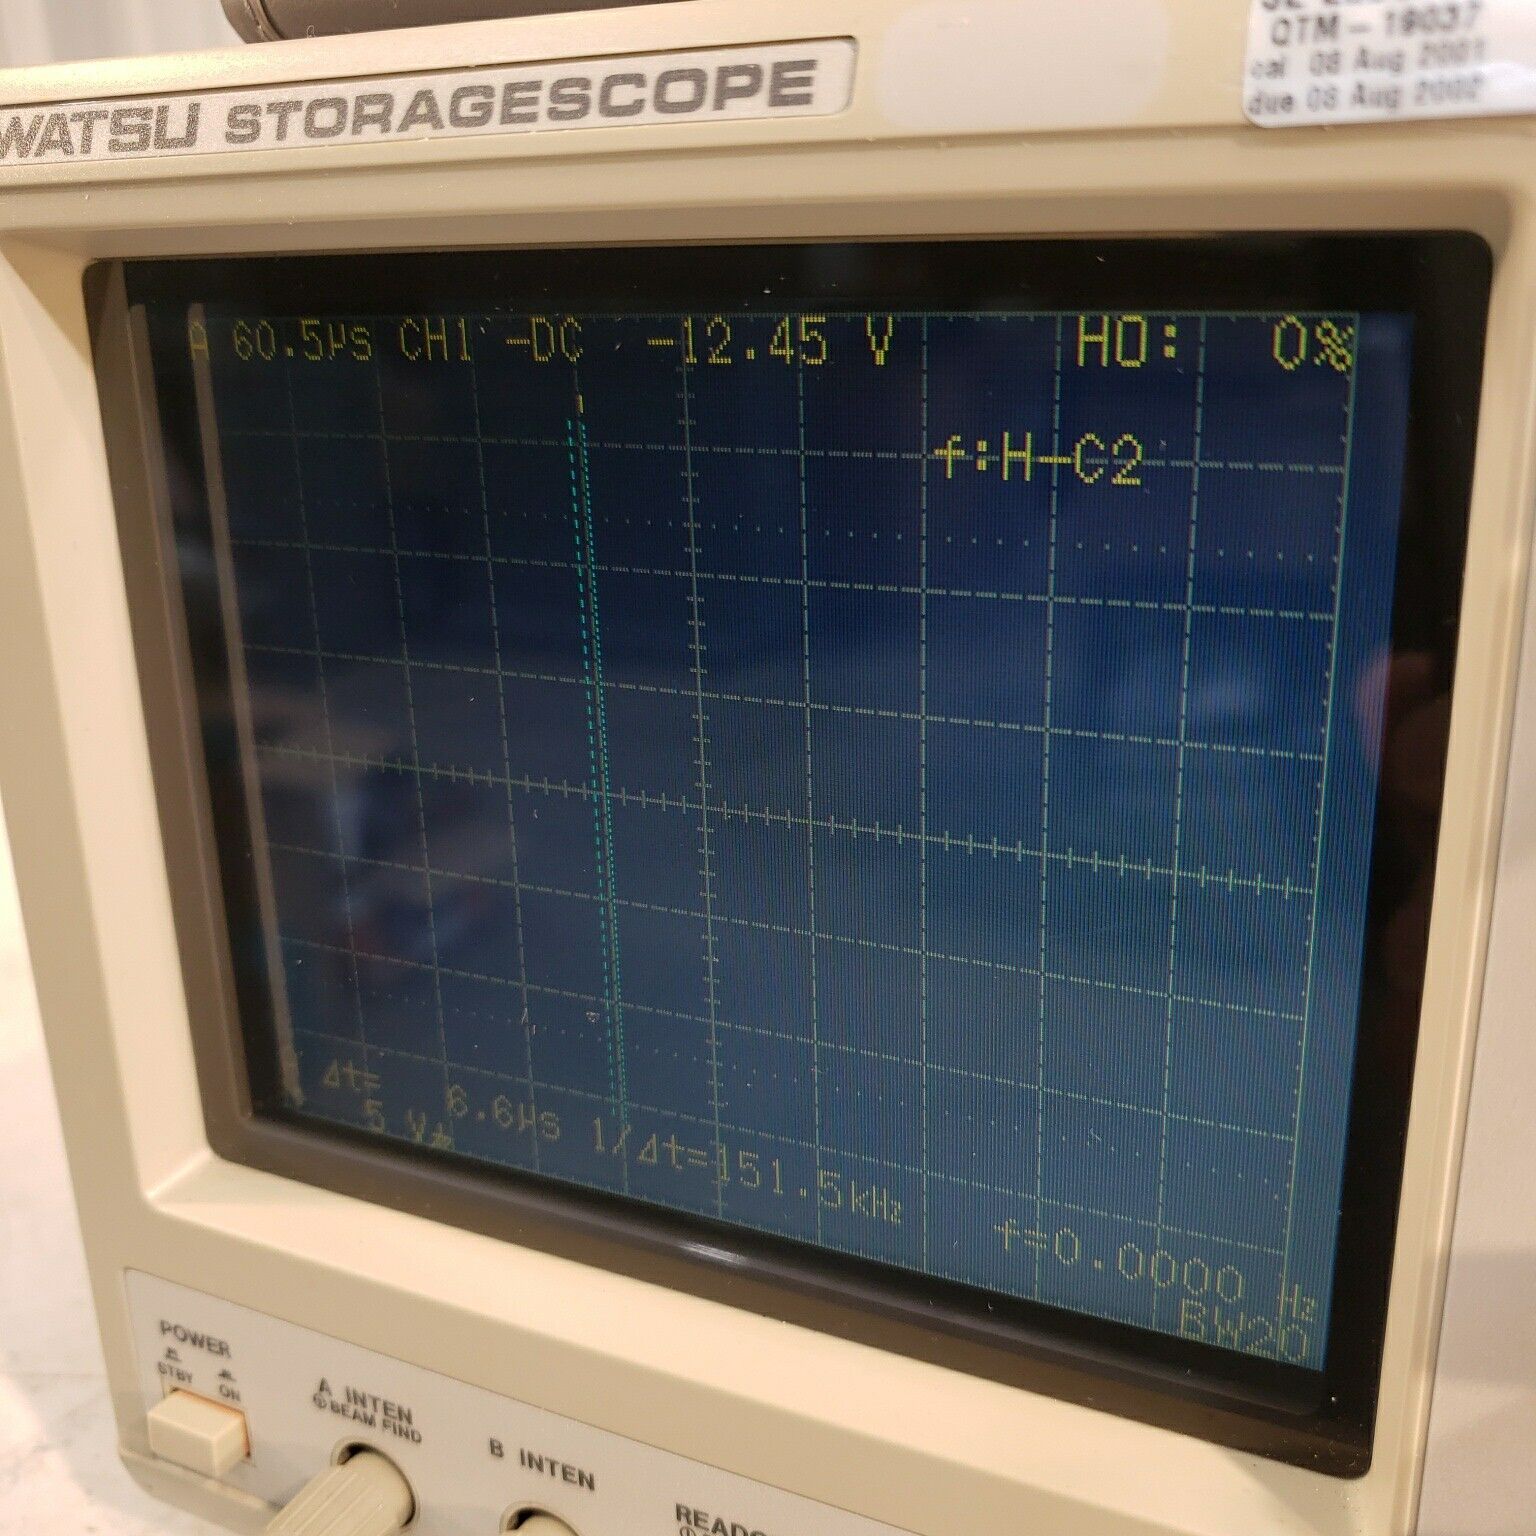 WATSU STORAGESCOPE
QTM-19037
cal 08 Aug 2001
due 08 Aug 2002
A 60.5µs CH1 -DC -12.45 V HO: 0%
f:H-C2
Δt= 6.6µs 1/Δt=151.5kHz
5 V
f=0.0000 Hz
BW20
POWER
STBY ON
A INTEN
BEAM FIND
B INTEN